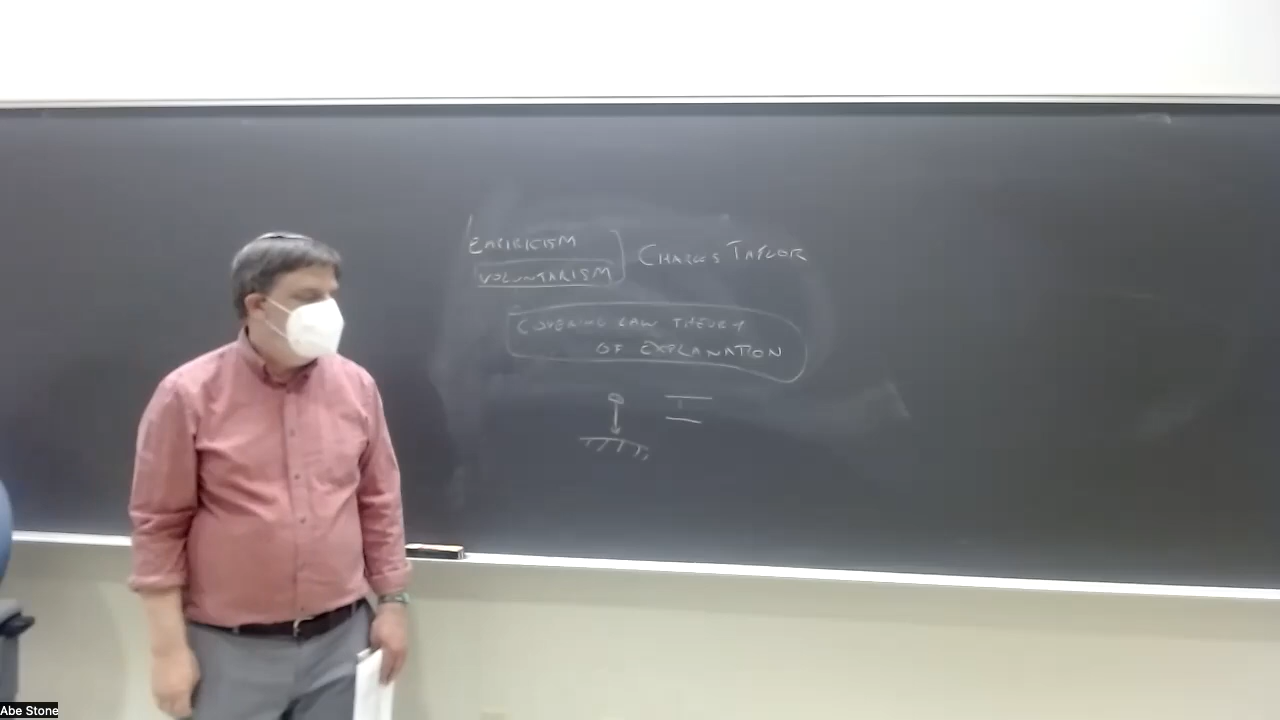 EMPIRICISM
VOLUNTARISM
CHARLES TAYLOR
COVERING LAW THEORY
OF EXPLANATION
Abe Stone